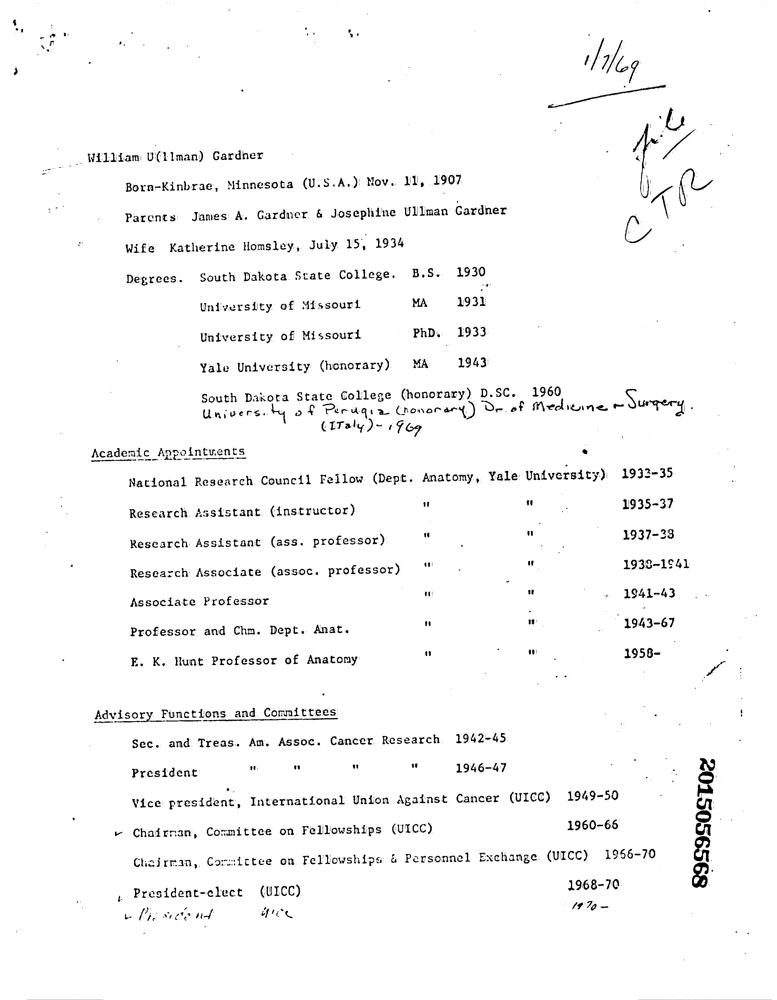 1/7/69
file
CTR
William U(llman) Gardner
Born-Kinbrae, Minnesota (U.S.A.) Nov. 11, 1907
Parents James A. Gardner & Josephine Ullman Gardner
Wife Katherine Homsley, July 15, 1934
Degrees. South Dakota State College. B.S. 1930
University of Missouri MA 1931
University of Missouri PhD. 1933
Yale University (honorary) MA 1943
South Dakota State College (honorary) D.SC. 1960
University of Perugia (honorary) Dr. of Medicine & Surgery.
(Italy) - 1969
Academic Appointments
National Research Council Fellow (Dept. Anatomy, Yale University) 1933-35
Research Assistant (instructor) " " 1935-37
Research Assistant (ass. professor) " " 1937-38
Research Associate (assoc. professor) " " 1938-1941
Associate Professor " " 1941-43
Professor and Chm. Dept. Anat. " " 1943-67
E. K. Hunt Professor of Anatomy " " 1958-
Advisory Functions and Committees
Sec. and Treas. Am. Assoc. Cancer Research 1942-45
President " " " " 1946-47
Vice president, International Union Against Cancer (UICC) 1949-50
Chairman, Committee on Fellowships (UICC) 1960-66
Chairman, Committee on Fellowships & Personnel Exchange (UICC) 1966-70
President-elect (UICC) 1968-70
President UICC 1970 -
2015056568